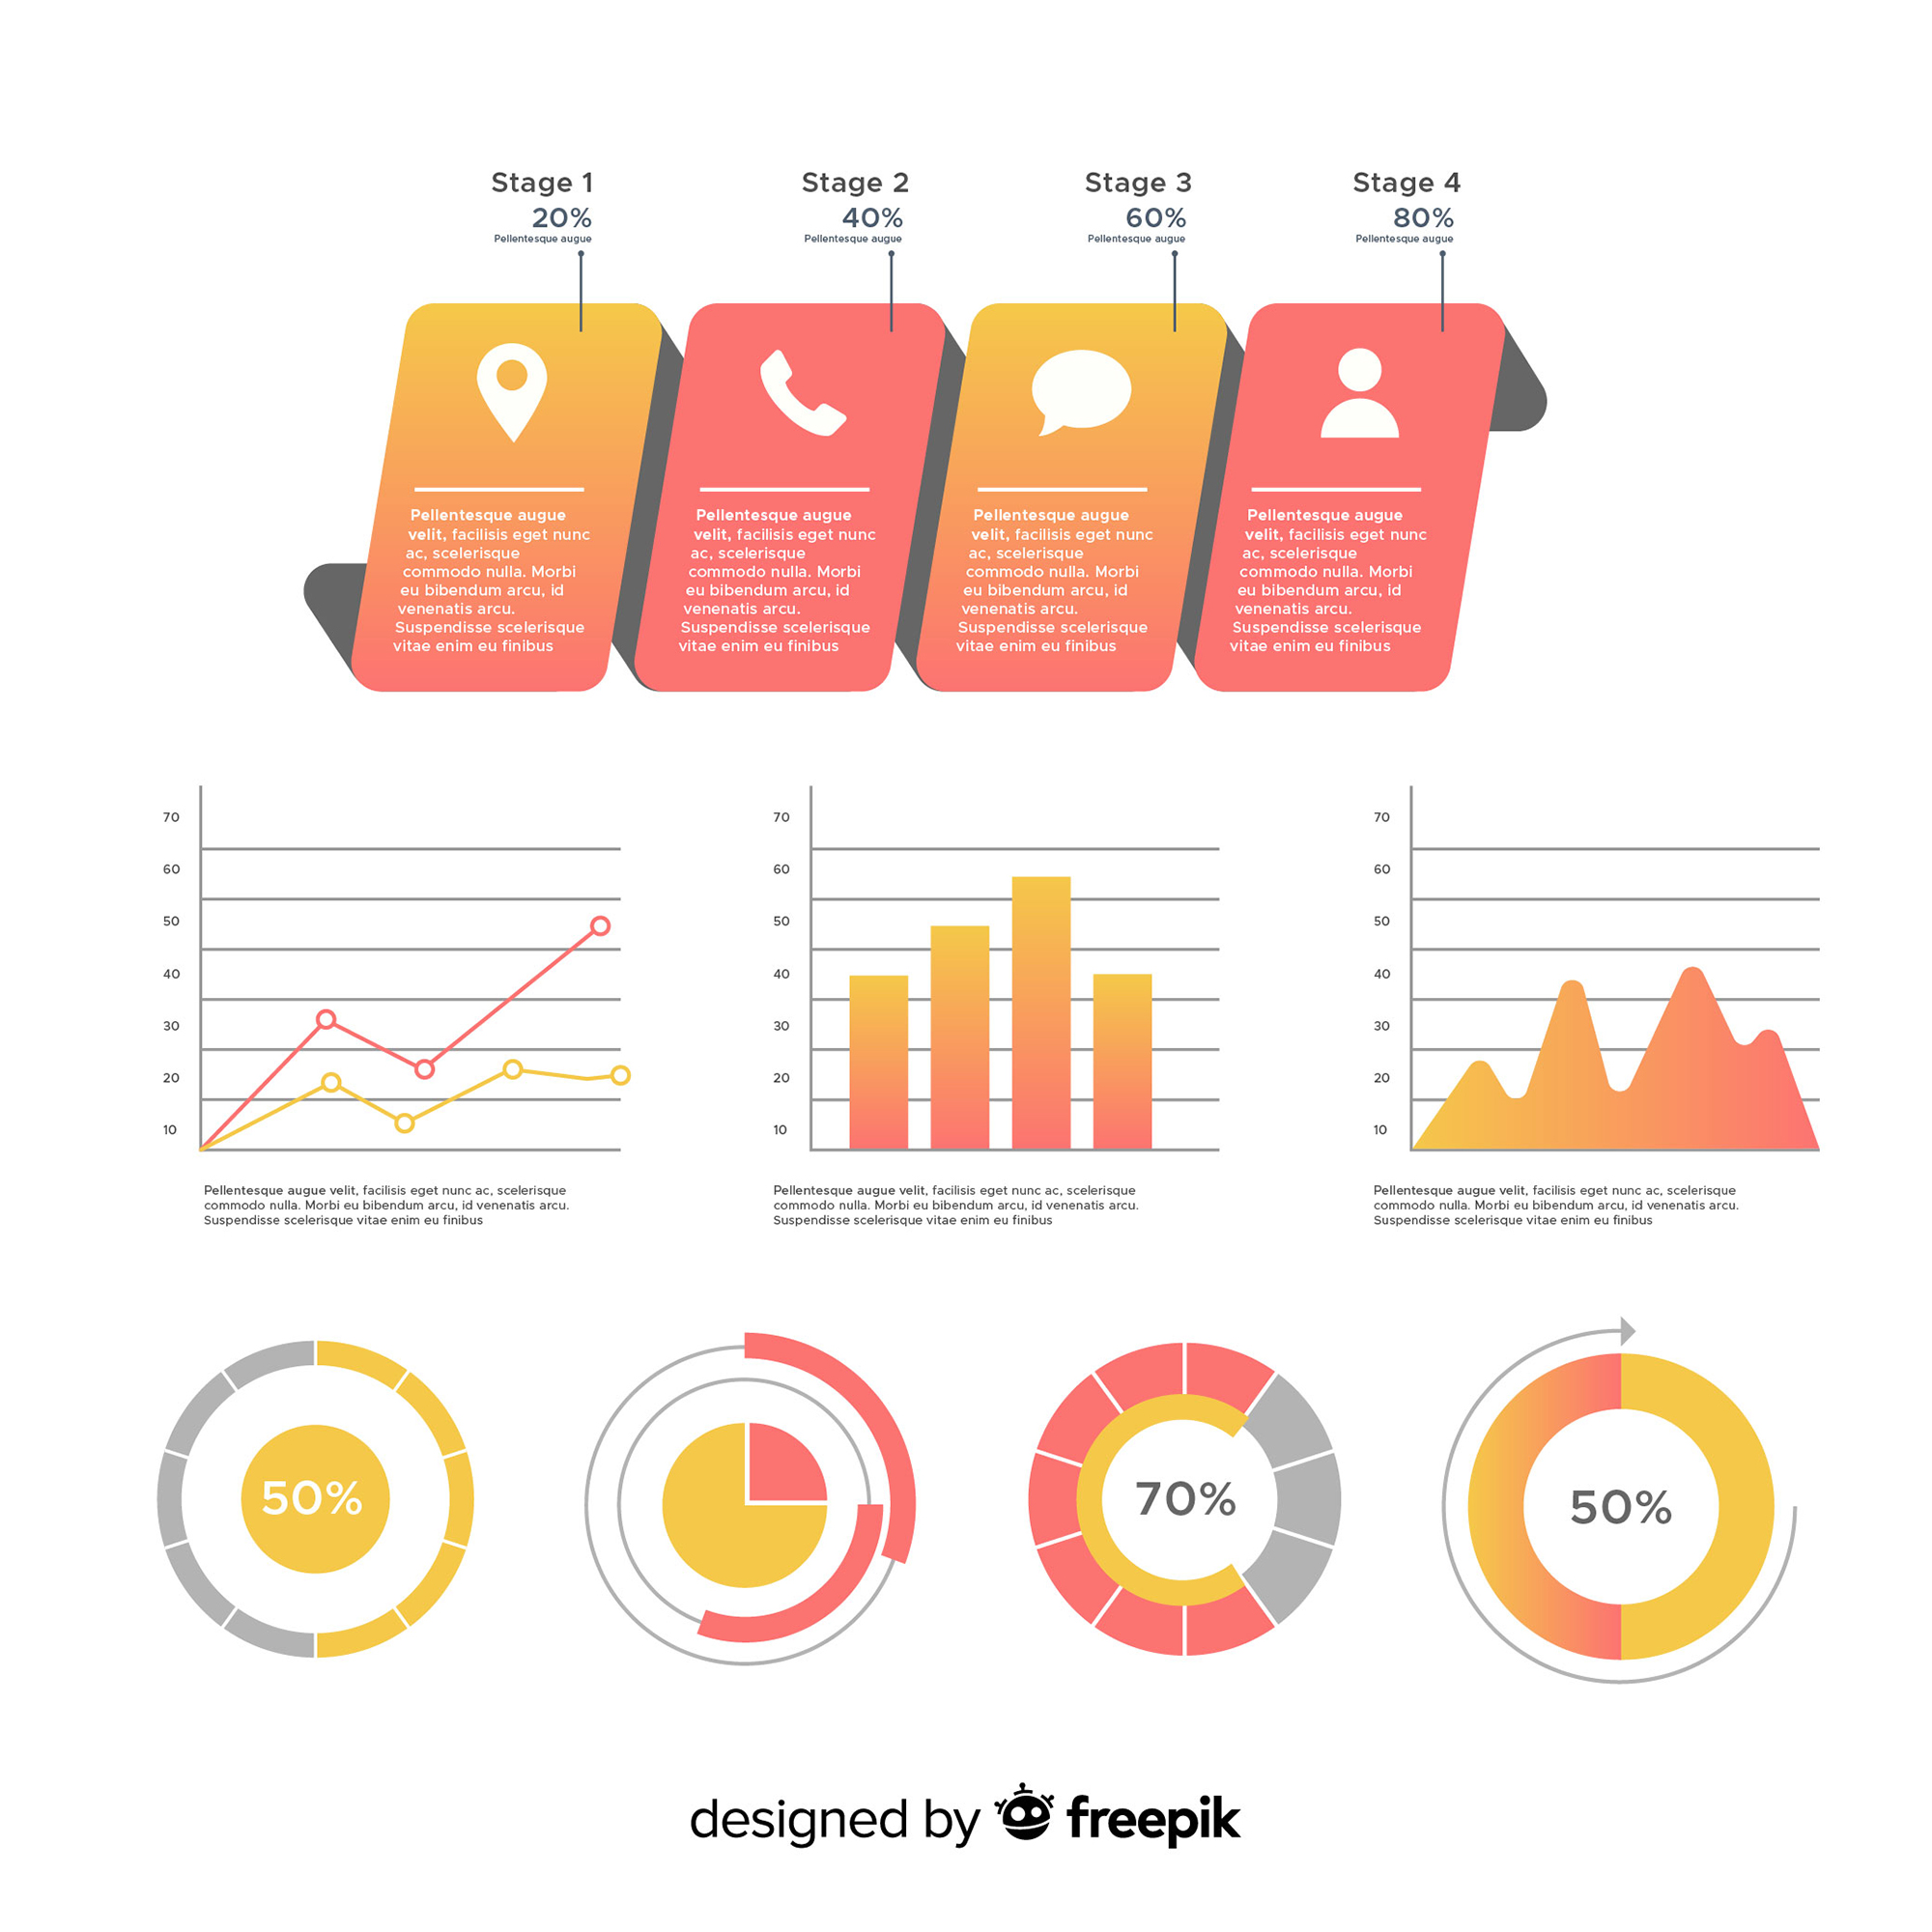 Stage 1
20%
Pellentesque augue
Stage 2
40%
Pellentesque augue
Stage 3
60%
Pellentesque augue
Stage 4
80%
Pellentesque augue
Pellentesque augue
velit, facilisis eget nunc
ac, scelerisque
commodo nulla. Morbi
eu bibendum arcu, id
venenatis arcu.
Suspendisse scelerisque
vitae enim eu finibus
Pellentesque augue
velit, facilisis eget nunc
ac, scelerisque
commodo nulla. Morbi
eu bibendum arcu, id
venenatis arcu.
Suspendisse scelerisque
vitae enim eu finibus
Pellentesque augue
velit, facilisis eget nunc
ac, scelerisque
commodo nulla. Morbi
eu bibendum arcu, id
venenatis arcu.
Suspendisse scelerisque
vitae enim eu finibus
Pellentesque augue
velit, facilisis eget nunc
ac, scelerisque
commodo nulla. Morbi
eu bibendum arcu, id
venenatis arcu.
Suspendisse scelerisque
vitae enim eu finibus
70
60
50
40
30
20
10
Pellentesque augue velit, facilisis eget nunc ac, scelerisque
commodo nulla. Morbi eu bibendum arcu, id venenatis arcu.
Suspendisse scelerisque vitae enim eu finibus
70
60
50
40
30
20
10
Pellentesque augue velit, facilisis eget nunc ac, scelerisque
commodo nulla. Morbi eu bibendum arcu, id venenatis arcu.
Suspendisse scelerisque vitae enim eu finibus
70
60
50
40
30
20
10
Pellentesque augue velit, facilisis eget nunc ac, scelerisque
commodo nulla. Morbi eu bibendum arcu, id venenatis arcu.
Suspendisse scelerisque vitae enim eu finibus
50%
70%
50%
designed by freepik